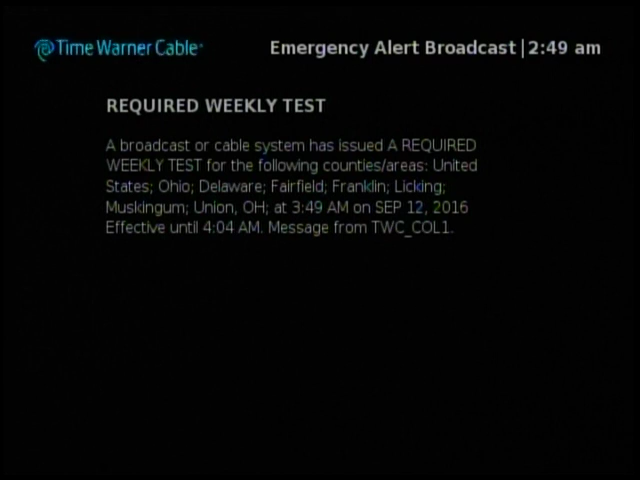 Time Warner Cable
Emergency Alert Broadcast | 2:49 am
REQUIRED WEEKLY TEST
A broadcast or cable system has issued A REQUIRED
WEEKLY TEST for the following counties/areas: United
States; Ohio; Delaware; Fairfield; Franklin; Licking;
Muskingum; Union, OH; at 3:49 AM on SEP 12, 2016
Effective until 4:04 AM. Message from TWC_COL1.